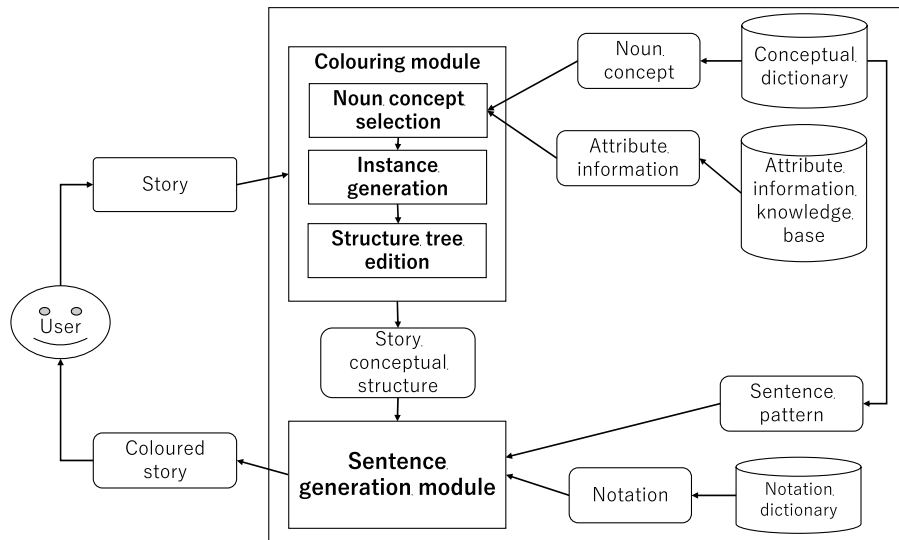 Colouring module
Noun concept
selection
Instance
generation
Structure tree
edition
Noun
concept
Conceptual
dictionary
Attribute
information
Attribute
information
knowledge
base
Story
User
Story
conceptual
structure
Sentence
pattern
Coloured
story
Sentence
generation module
Notation
Notation
dictionary